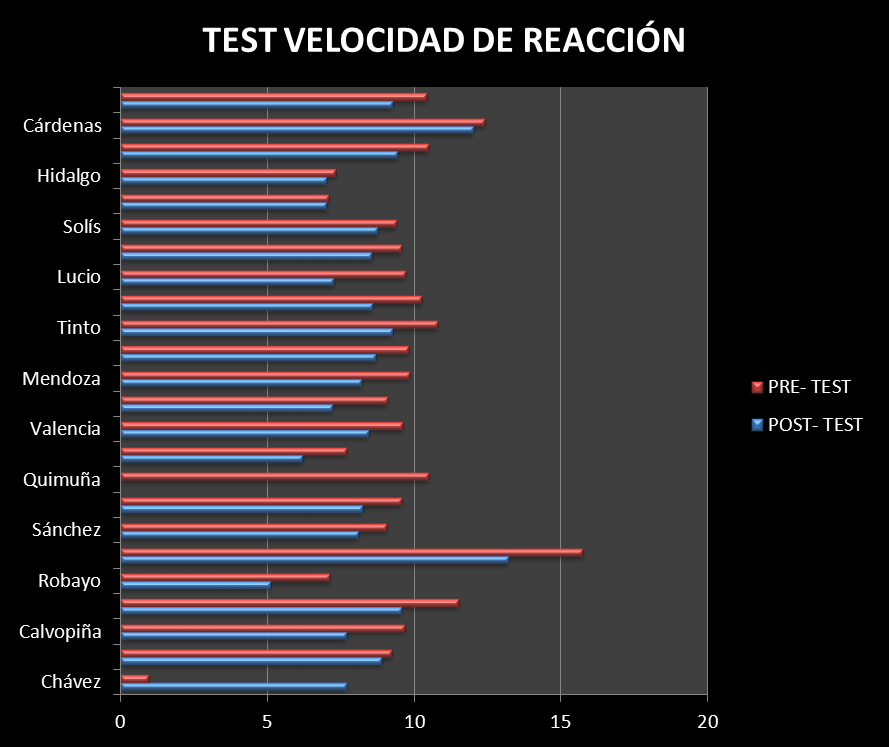 TEST VELOCIDAD DE REACCIÓN
Cárdenas
Hidalgo
Solís
Lucio
Tinto
Mendoza
Valencia
Quimuña
Sánchez
Robayo
Calvopiña
Chávez
0 5 10 15 20
PRE- TEST
POST- TEST